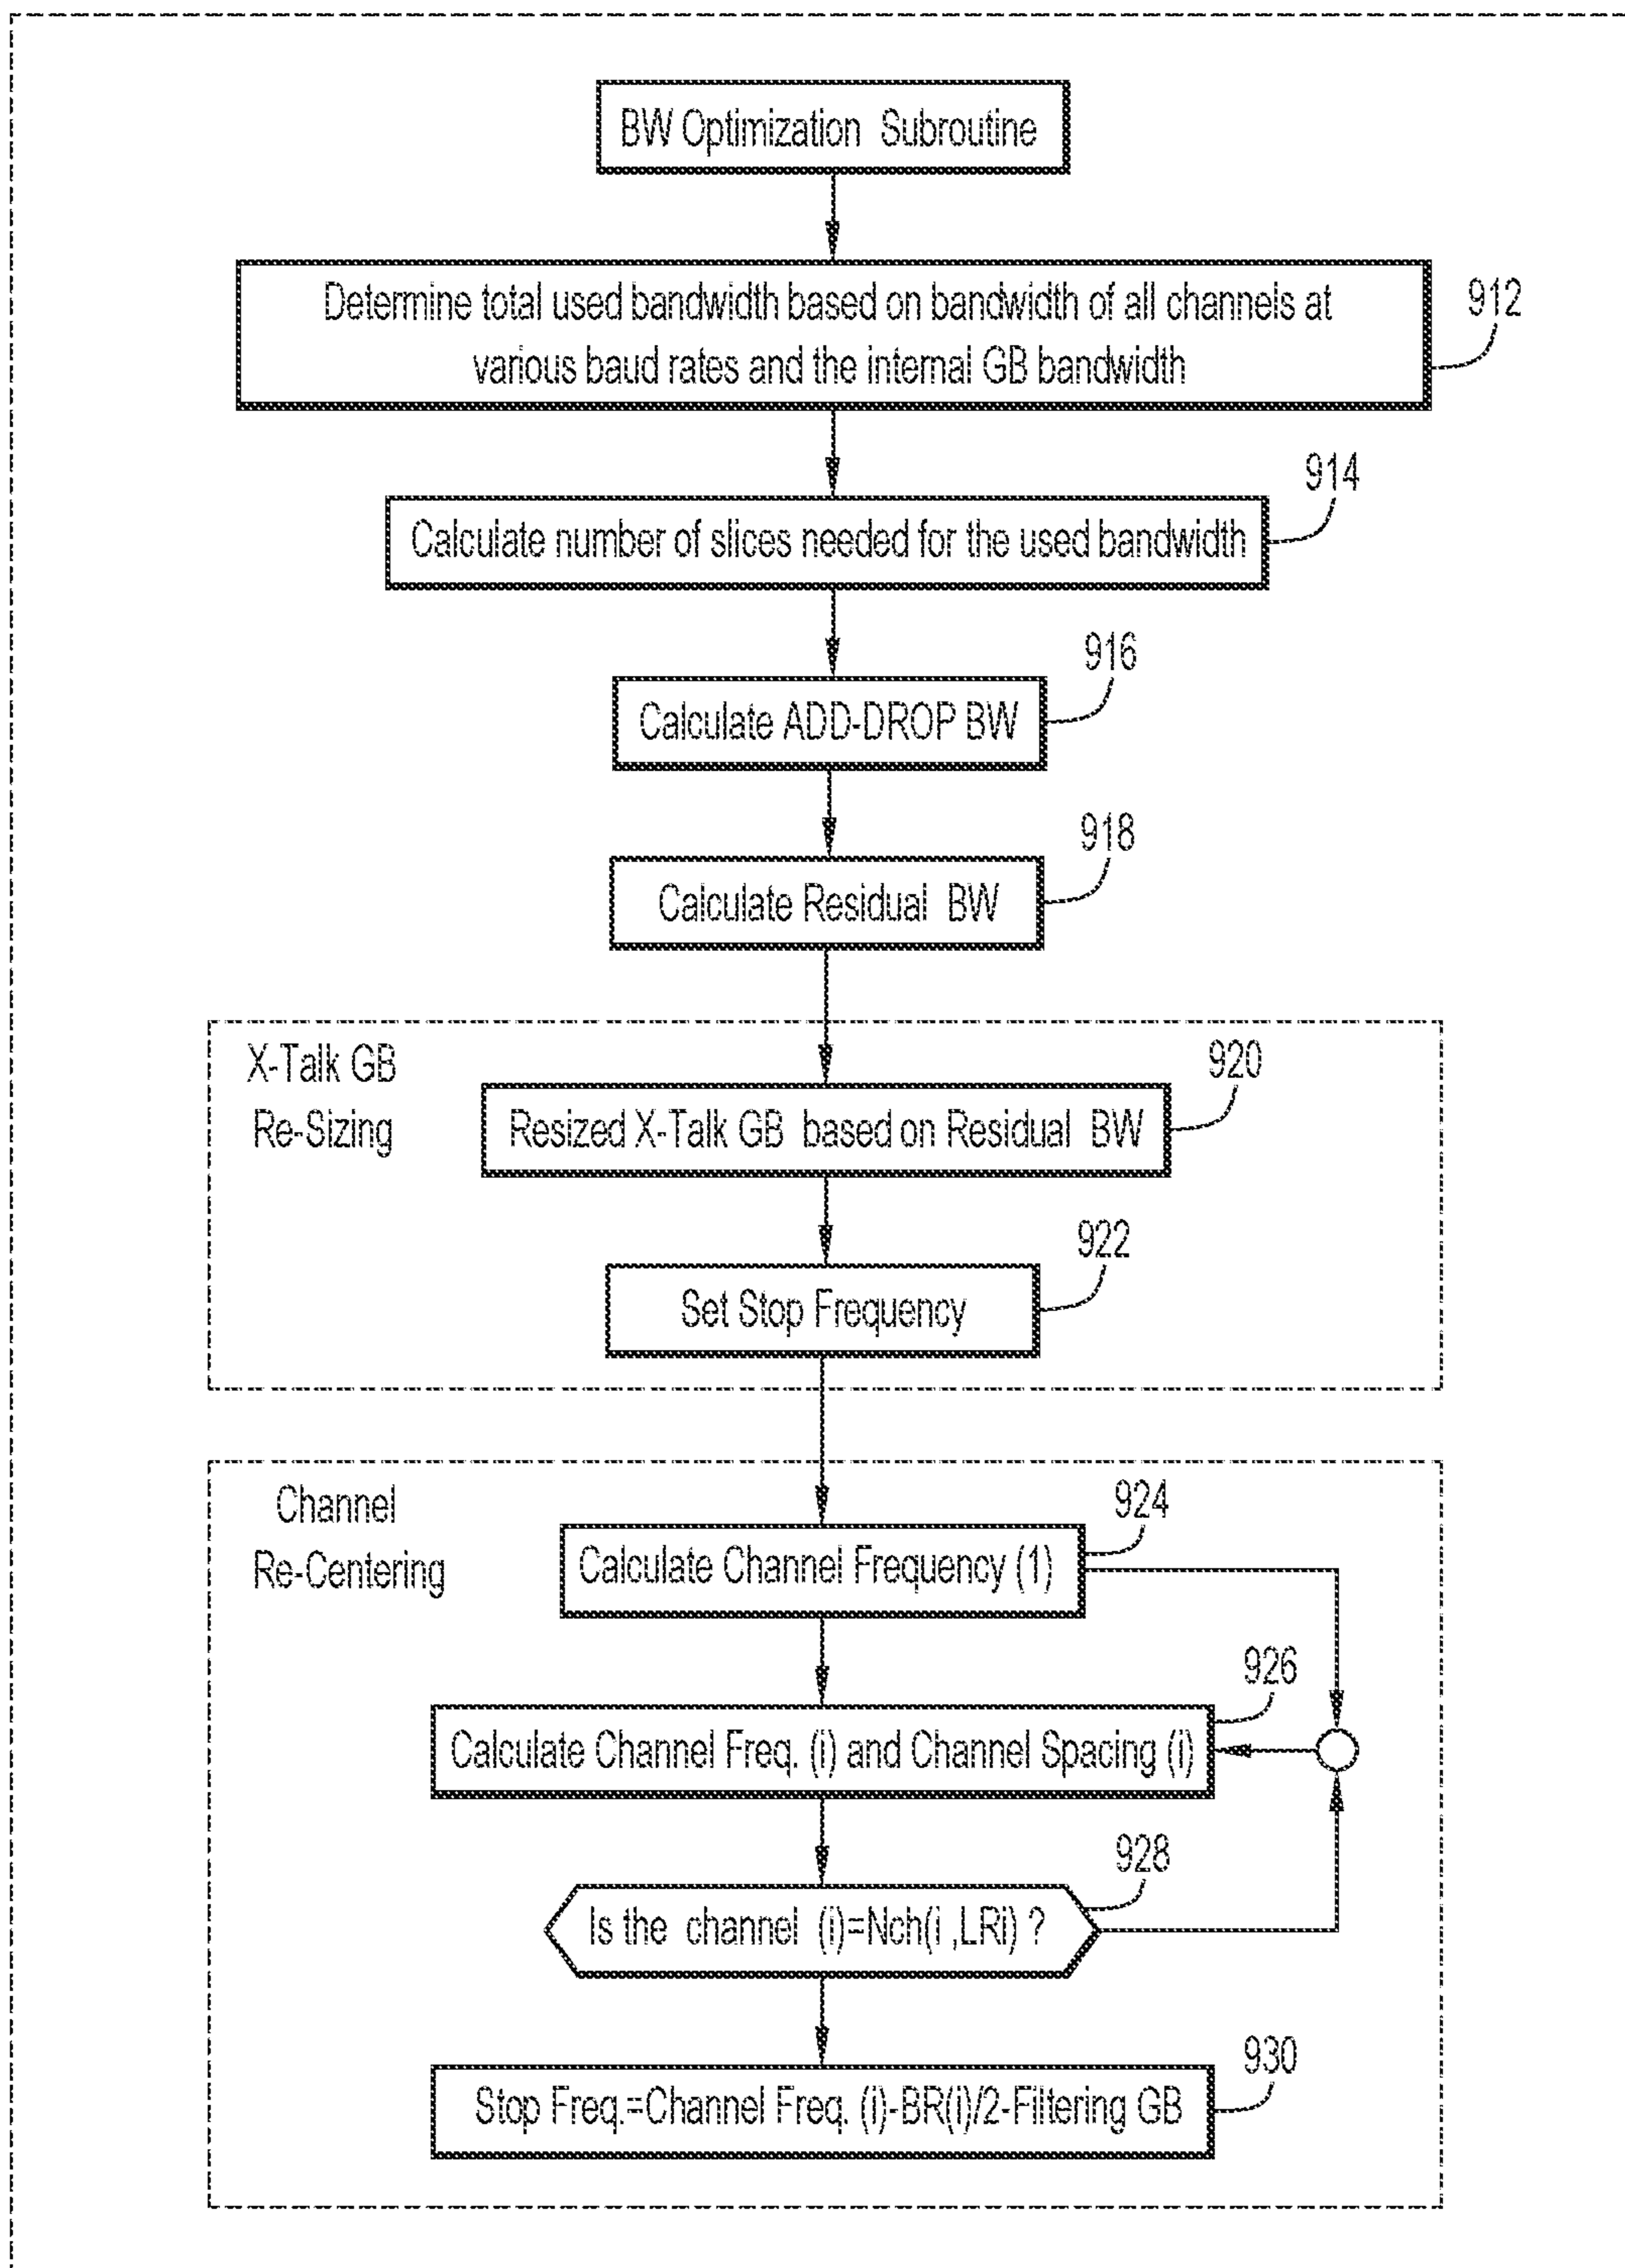 BW Optimization Subroutine
Determine total used bandwidth based on bandwidth of all channels at
various baud rates and the internal GB bandwidth
912
Calculate number of slices needed for the used bandwidth
914
Calculate ADD-DROP BW
916
Calculate Residual BW
918
X-Talk GB
Re-Sizing
Resized X-Talk GB based on Residual BW
920
Set Stop Frequency
922
Channel
Re-Centering
Calculate Channel Frequency (1)
924
Calculate Channel Freq. (i) and Channel Spacing (i)
926
Is the channel (i)=Nch(i ,LRi) ?
928
Stop Freq.=Channel Freq. (i)-BR(i)/2-Filtering GB
930